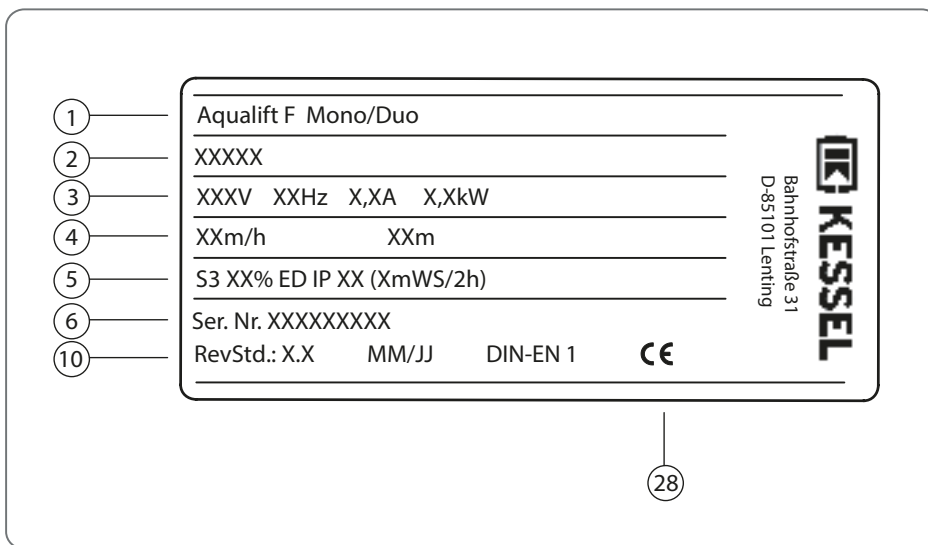 1 Aqualift F Mono/Duo
2 XXXXX
3 XXXV XXHz X,XA X,XkW
4 XXm/h XXm
5 S3 XX% ED IP XX (XmWS/2h)
6 Ser. Nr. XXXXXXXXX
10 RevStd.: X.X MM/JJ DIN-EN 1 CE
28
Bahnhofstraße 31
D-85101 Lenting
KESSEL